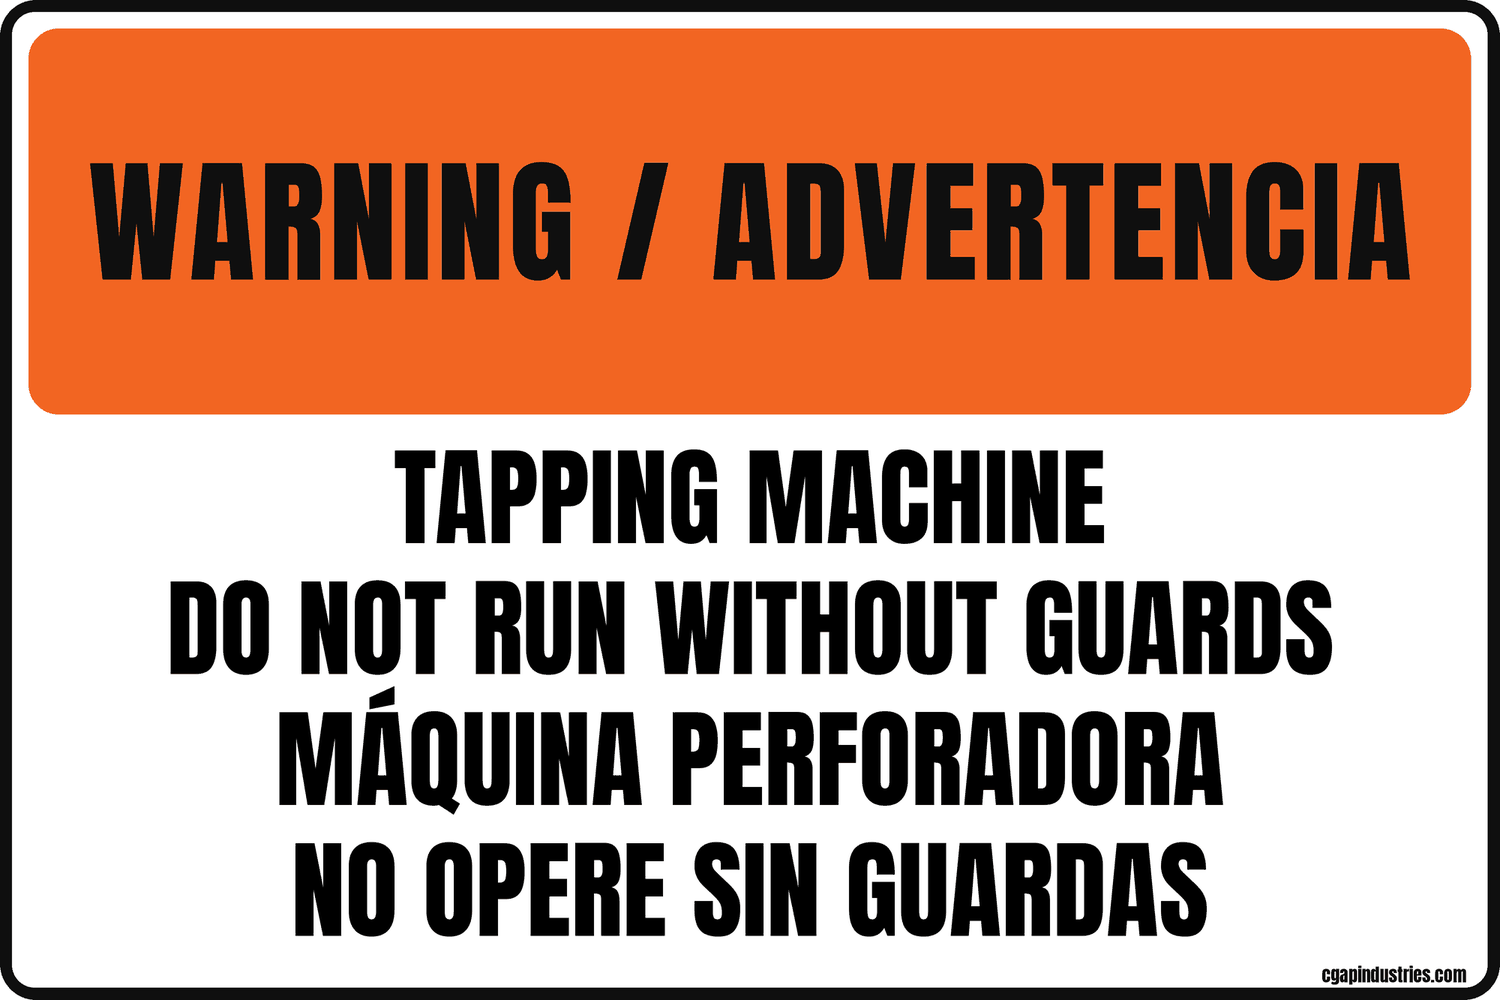 WARNING / ADVERTENCIA
TAPPING MACHINE
DO NOT RUN WITHOUT GUARDS
MÁQUINA PERFORADORA
NO OPERE SIN GUARDAS
cgapindustries.com